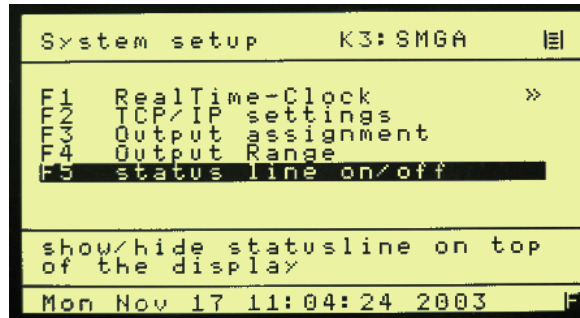 System setup K3:SMGA
F1 RealTime-Clock »
F2 TCP/IP settings
F3 Output assignment
F4 Output Range
F5 status line on/off
show/hide statusline on top
of the display
Mon Nov 17 11:04:24 2003